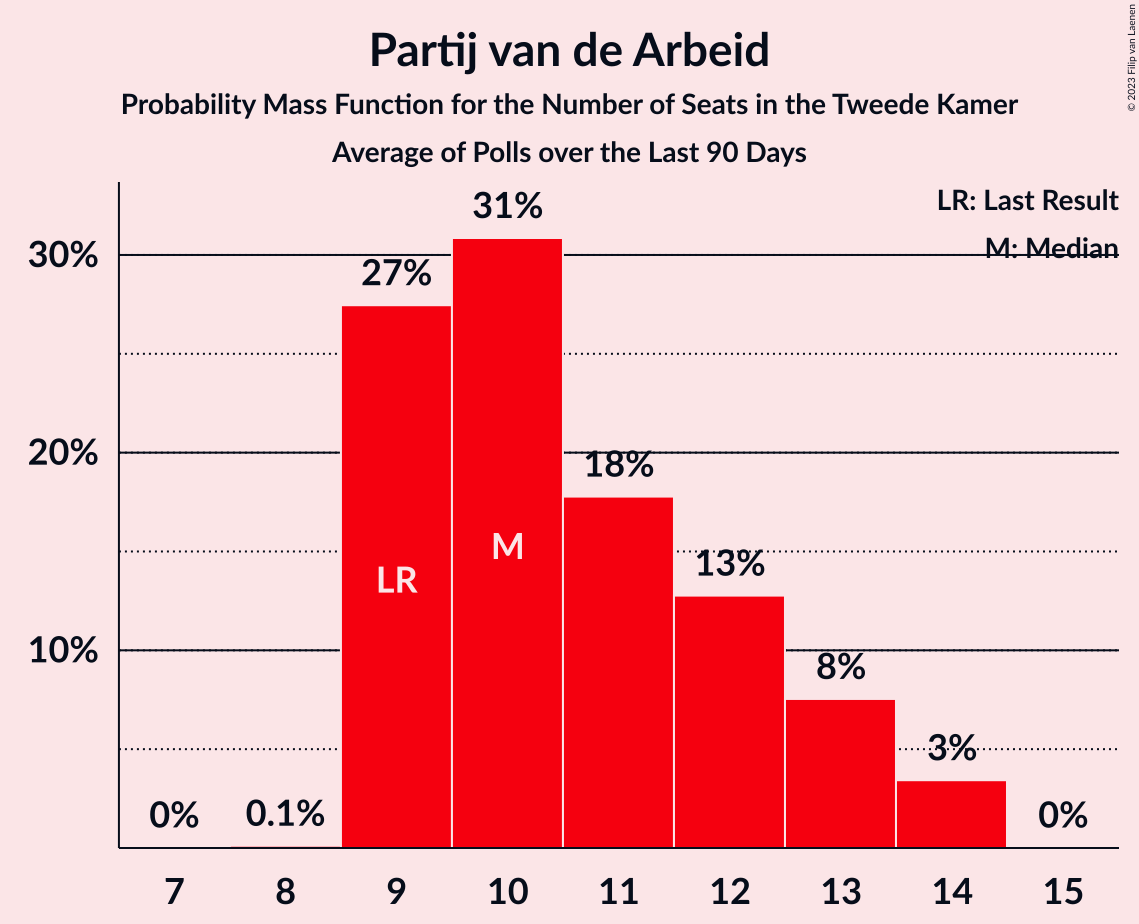 Partij van de Arbeid
Probability Mass Function for the Number of Seats in the Tweede Kamer
Average of Polls over the Last 90 Days
© 2023 Filip van Laenen
LR: Last Result
M: Median
30%
20%
10%
0%
0.1%
27%
31%
18%
13%
8%
3%
0%
LR
M
7 8 9 10 11 12 13 14 15